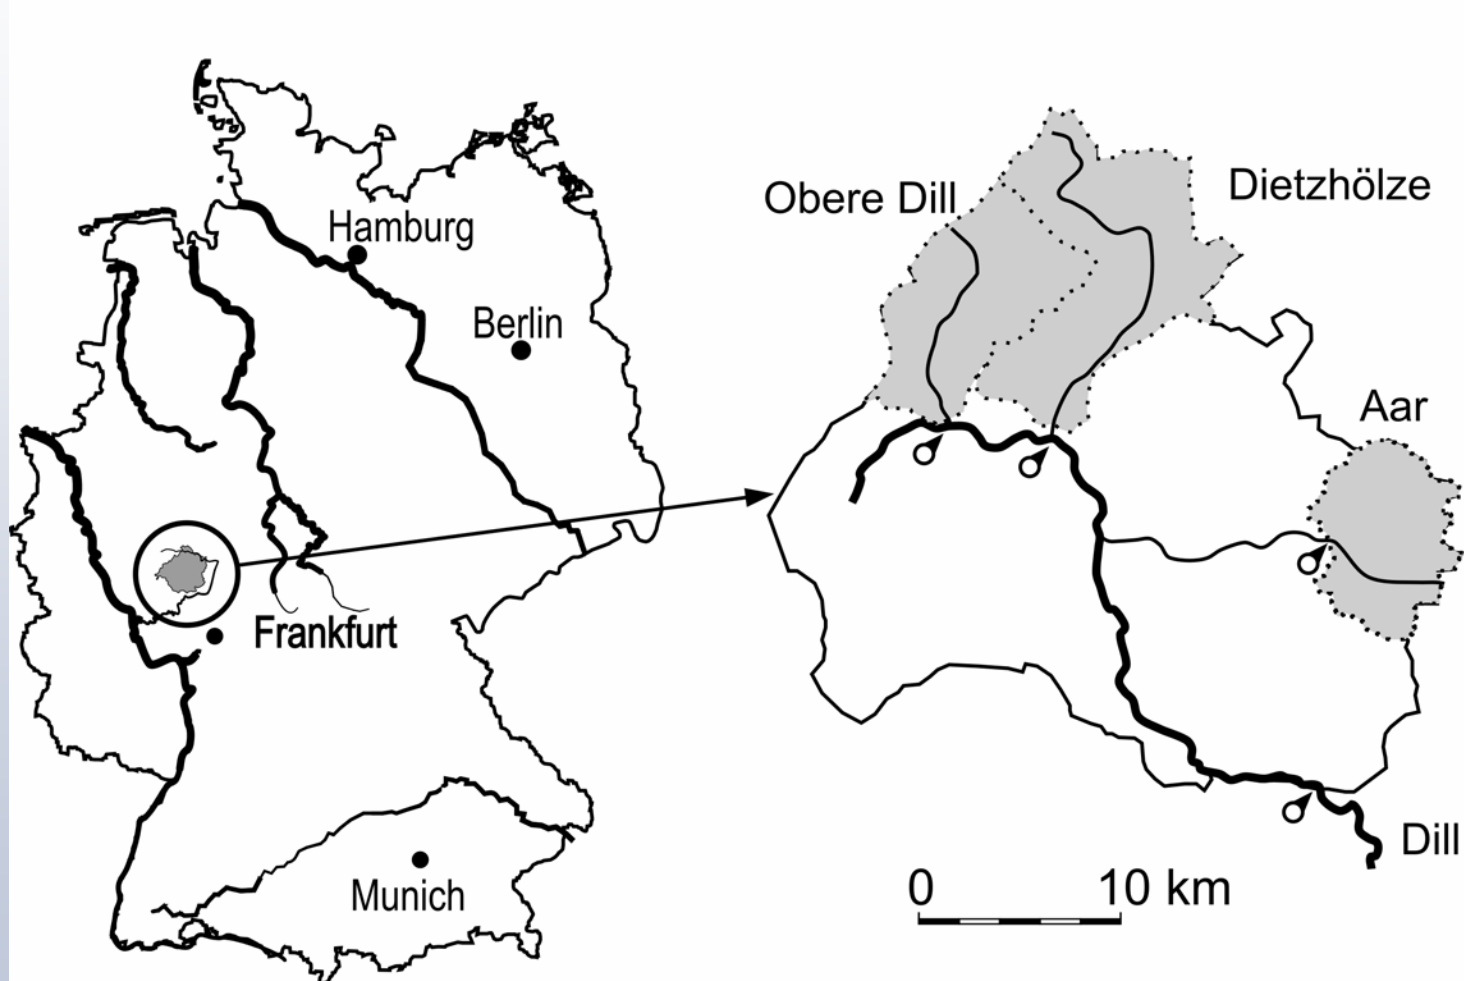 Hamburg
Berlin
Frankfurt
Munich
Obere Dill
Dietzhölze
Aar
Dill
0 10 km